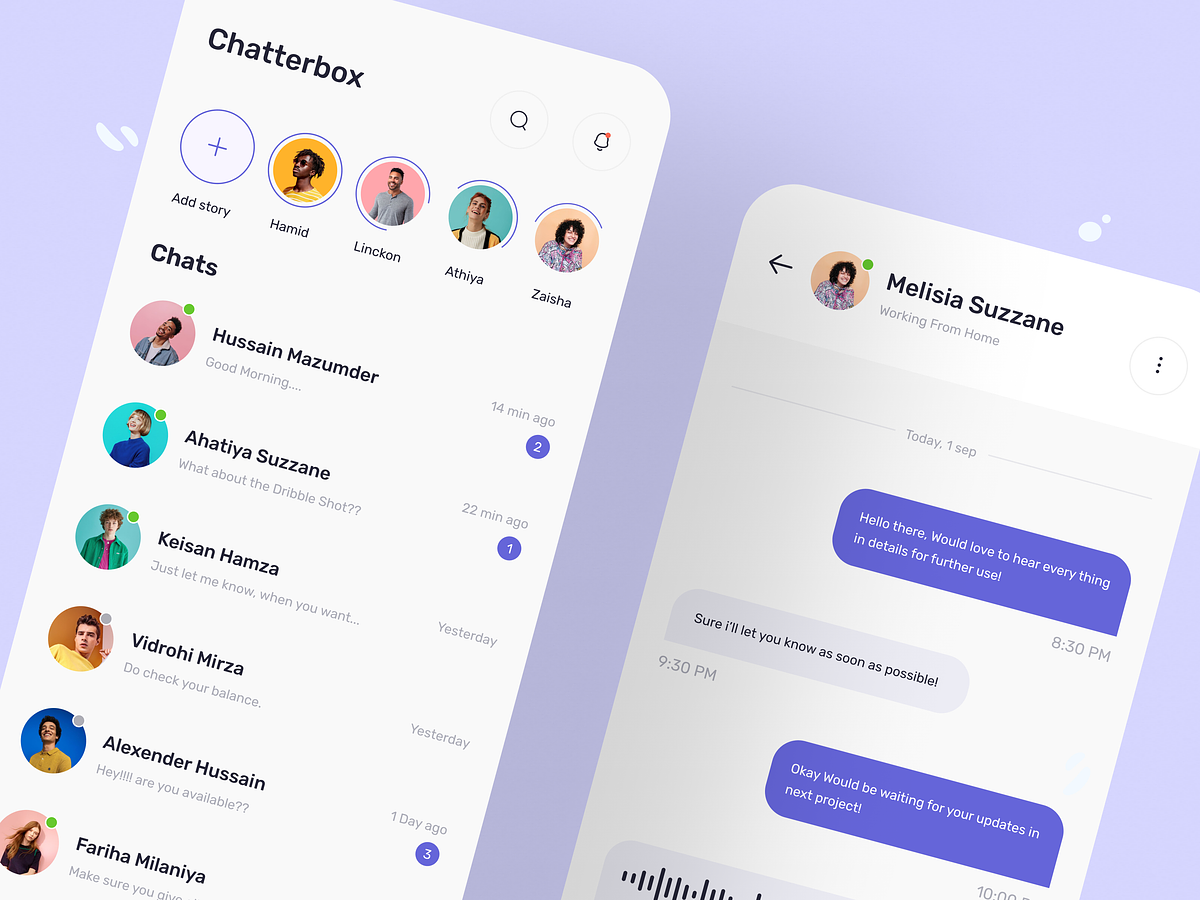 Chatterbox
Add story
Hamid
Linckon
Athiya
Zaisha
Chats
Hussain Mazumder
Good Morning....
14 min ago
2
Ahatiya Suzzane
What about the Dribble Shot??
22 min ago
1
Keisan Hamza
Just let me know, when you want...
Yesterday
Vidrohi Mirza
Do check your balance.
Yesterday
Alexender Hussain
Hey!!!! are you available??
1 Day ago
3
Fariha Milaniya
Make sure you give
Melisia Suzzane
Working From Home
Today, 1 sep
Hello there, Would love to hear every thing
in details for further use!
8:30 PM
Sure i'll let you know as soon as possible!
9:30 PM
Okay Would be waiting for your updates in
next project!
10:00